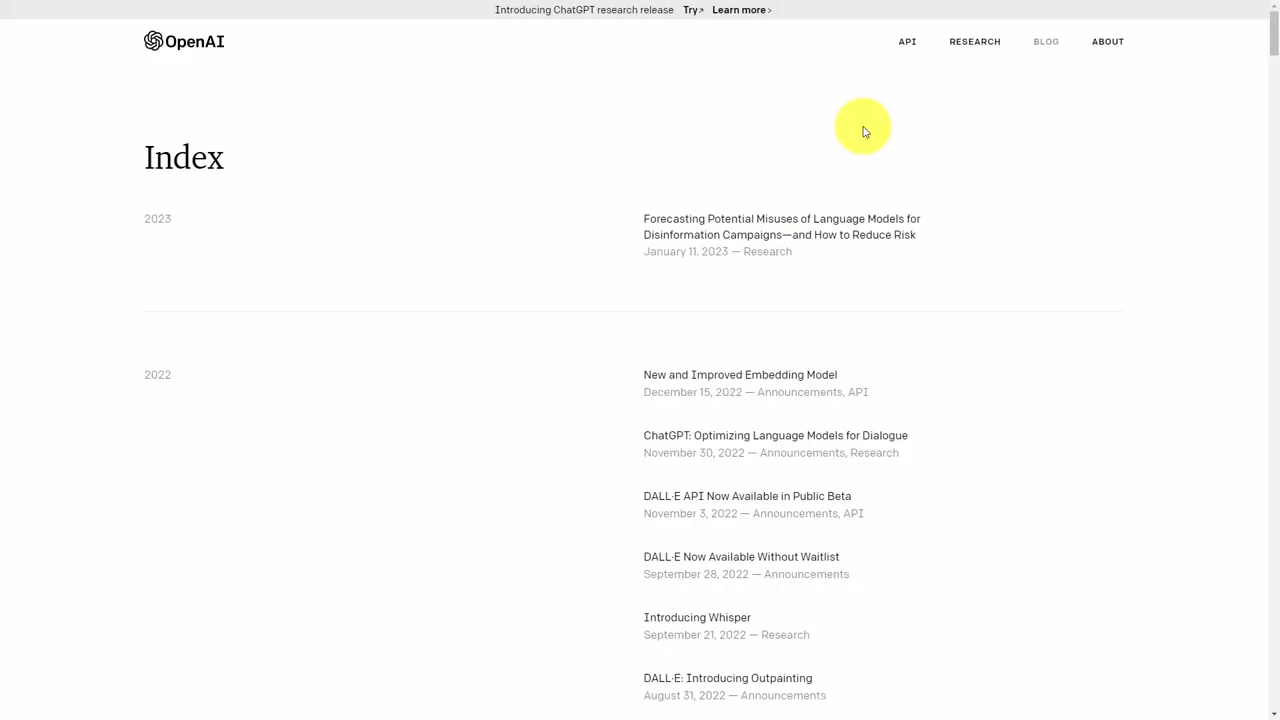 Introducing ChatGPT research release Try↗ Learn more›
OpenAI
API RESEARCH BLOG ABOUT
Index
2023
Forecasting Potential Misuses of Language Models for
Disinformation Campaigns—and How to Reduce Risk
January 11, 2023 — Research
2022
New and Improved Embedding Model
December 15, 2022 — Announcements, API
ChatGPT: Optimizing Language Models for Dialogue
November 30, 2022 — Announcements, Research
DALL·E API Now Available in Public Beta
November 3, 2022 — Announcements, API
DALL·E Now Available Without Waitlist
September 28, 2022 — Announcements
Introducing Whisper
September 21, 2022 — Research
DALL·E: Introducing Outpainting
August 31, 2022 — Announcements